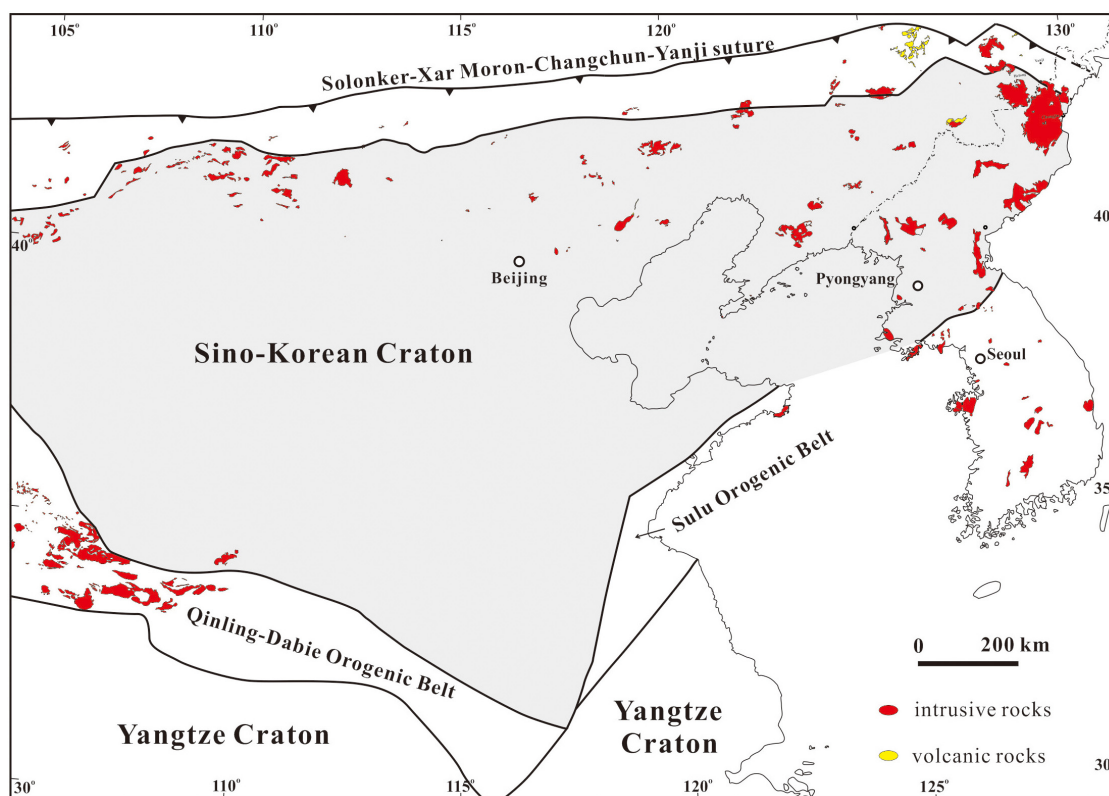 105° 110° 115° 120° 130°
Solonker-Xar Moron-Changchun-Yanji suture
40° 40
Beijing
Pyongyang
Sino-Korean Craton
Seoul
35
Sulu Orogenic Belt
Qinling-Dabie Orogenic Belt
0 200 km
Yangtze Craton
Yangtze
Craton
intrusive rocks
volcanic rocks
30° 110° 115° 120° 125° 30